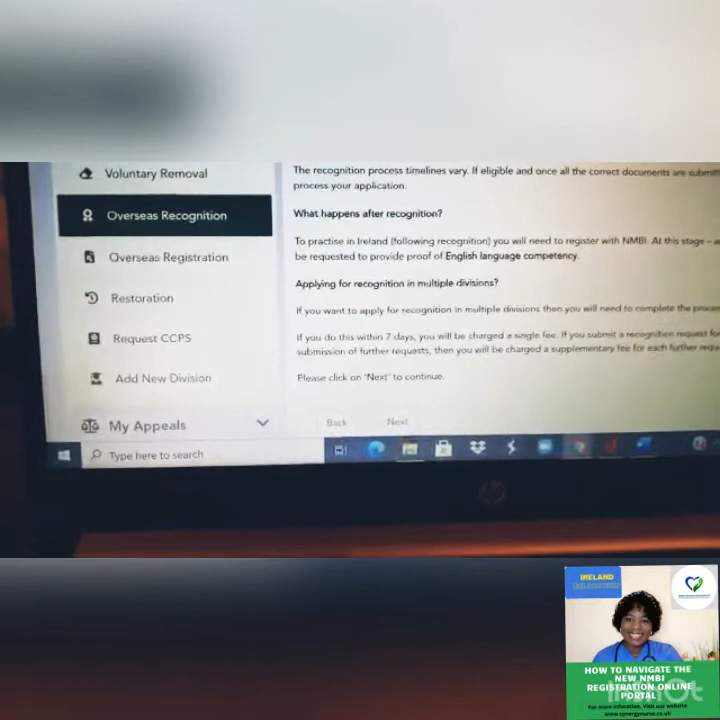 Voluntary Removal
Overseas Recognition
Overseas Registration
Restoration
Request CCPS
Add New Division
My Appeals
The recognition process timelines vary. If eligible and once all the correct documents are
process your application.
What happens after recognition?
To practise in Ireland (following recognition) you will need to register with NMBI. At this stage –
be requested to provide proof of English language competency.
Applying for recognition in multiple divisions?
If you want to apply for recognition in multiple divisions then you will need to complete the
If you do this within 7 days, you will be charged a single fee. If you submit a recognition request
submission of further requests, then you will be charged a supplementary fee for each further
Please click on 'Next' to continue.
Back Next
Type here to search
hp
IRELAND
HOW TO NAVIGATE THE
NEW NMBI
REGISTRATION ONLINE
PORTAL
For more inforation, Visit our website
www.synergynurse.co.uk